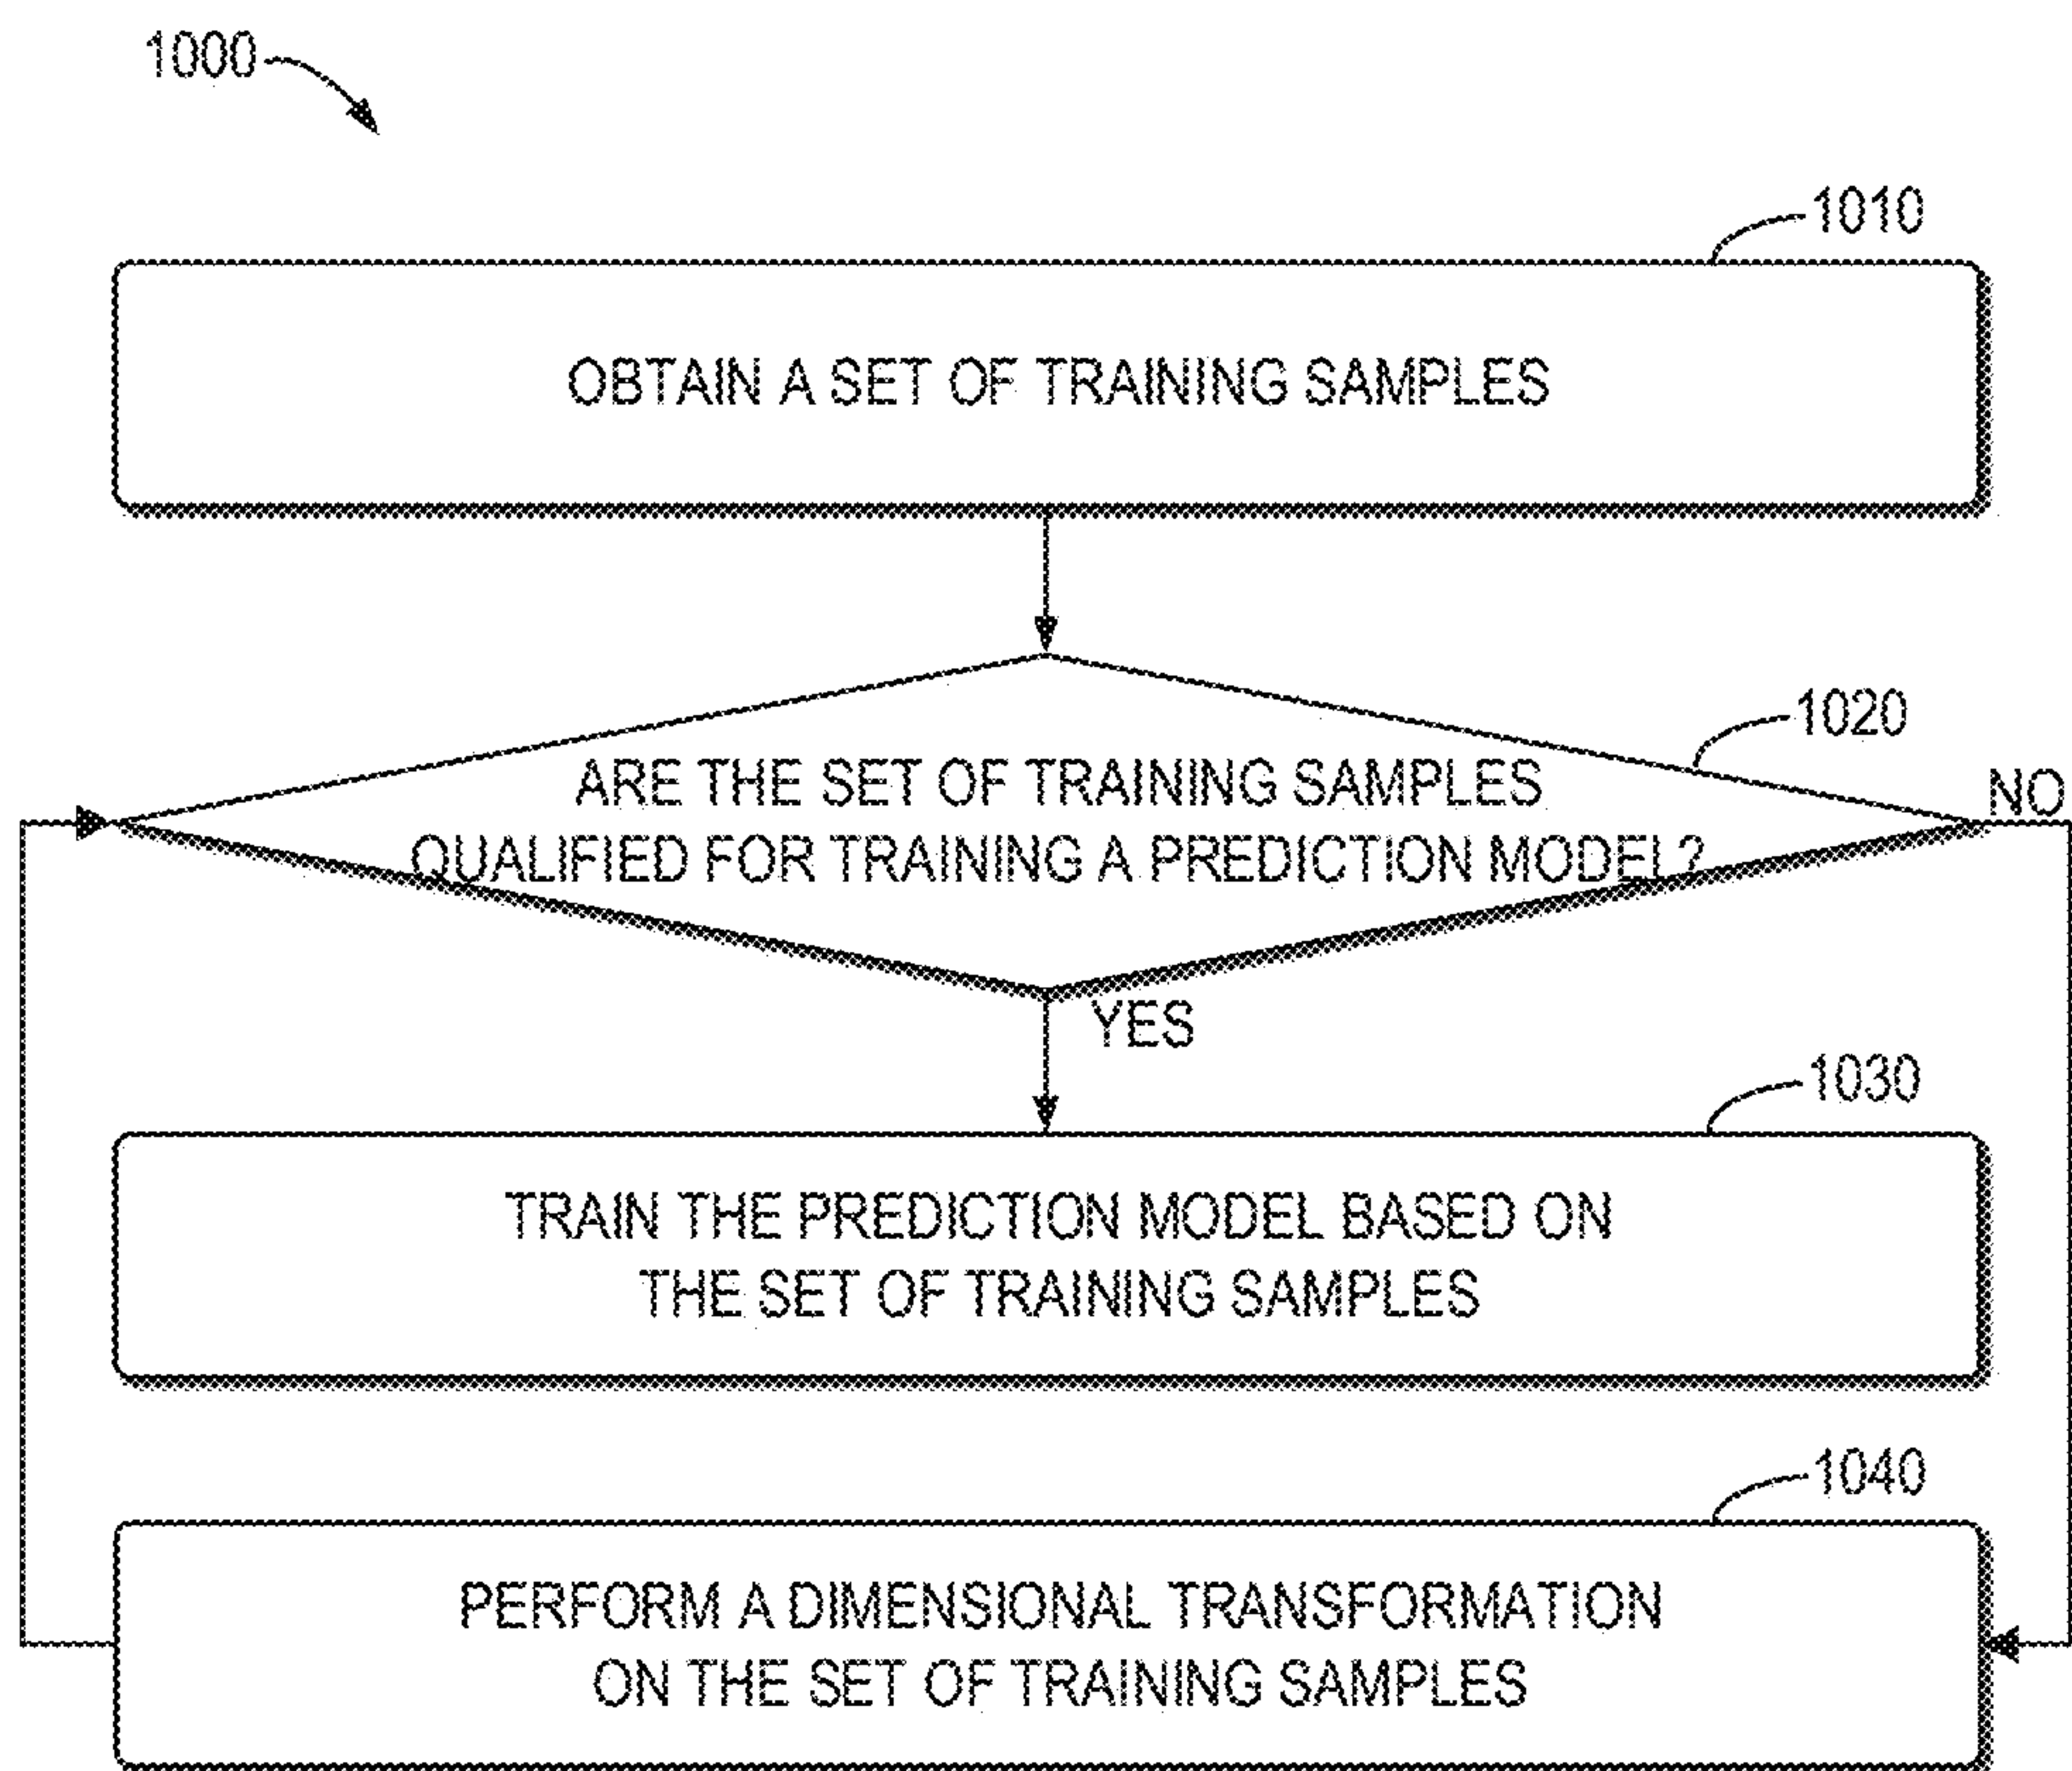 1000
1010
OBTAIN A SET OF TRAINING SAMPLES
1020
ARE THE SET OF TRAINING SAMPLES
NO
QUALIFIED FOR TRAINING A PREDICTION MODEL?
YES
1030
TRAIN THE PREDICTION MODEL BASED ON
THE SET OF TRAINING SAMPLES
1040
PERFORM A DIMENSIONAL TRANSFORMATION
ON THE SET OF TRAINING SAMPLES